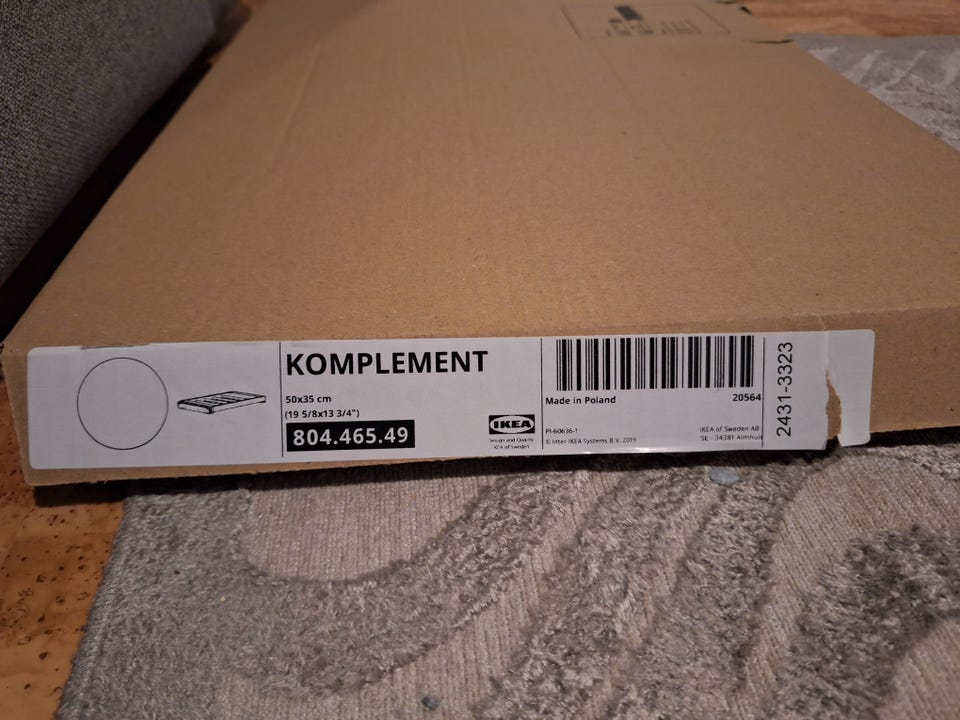 KOMPLEMENT
50x35 cm
(19 5/8x13 3/4")
804.465.49
IKEA
Design and Quality
IKEA of Sweden
Made in Poland
20564
PI-60636-1
© Inter IKEA Systems B.V. 2019
IKEA of Sweden AB
SE - 34381 Älmhult
2431-3323